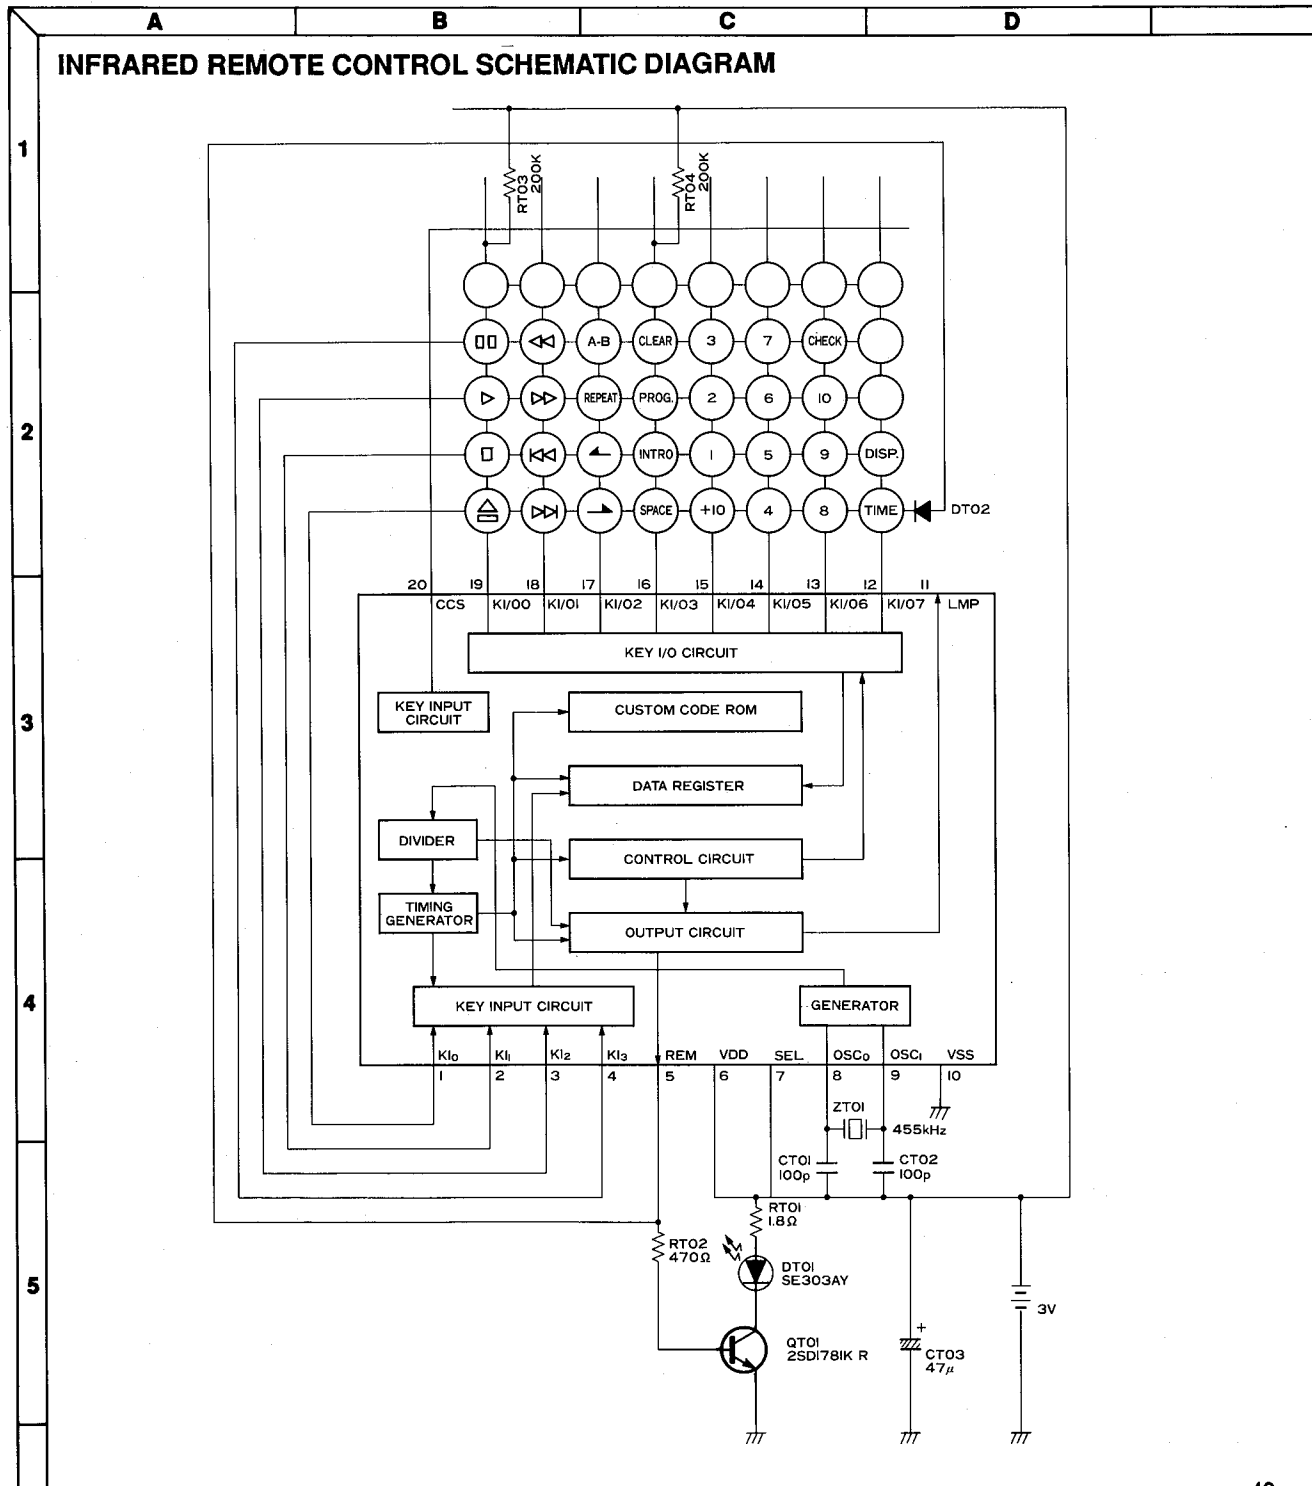 A B C D
INFRARED REMOTE CONTROL SCHEMATIC DIAGRAM
1
RT03
200K
RT04
200K
A-B CLEAR 3 7 CHECK
REPEAT PROG. 2 6 10
2
INTRO 1 5 9 DISP.
SPACE +10 4 8 TIME DT02
20 19 18 17 16 15 14 13 12 11
CCS KI/00 KI/01 KI/02 KI/03 KI/04 KI/05 KI/06 KI/07 LMP
KEY I/O CIRCUIT
3
KEY INPUT
CIRCUIT
CUSTOM CODE ROM
DATA REGISTER
DIVIDER
CONTROL CIRCUIT
TIMING
GENERATOR
OUTPUT CIRCUIT
4
KEY INPUT CIRCUIT
GENERATOR
KI0 KI1 KI2 KI3 REM VDD SEL OSC0 OSC1 VSS
1 2 3 4 5 6 7 8 9 10
ZT01
455kHz
CT01
100p
CT02
100p
RT01
1.8Ω
RT02
470Ω
DT01
SE303AY
5
3V
QT01
2SD1781K R
+
CT03
47μ